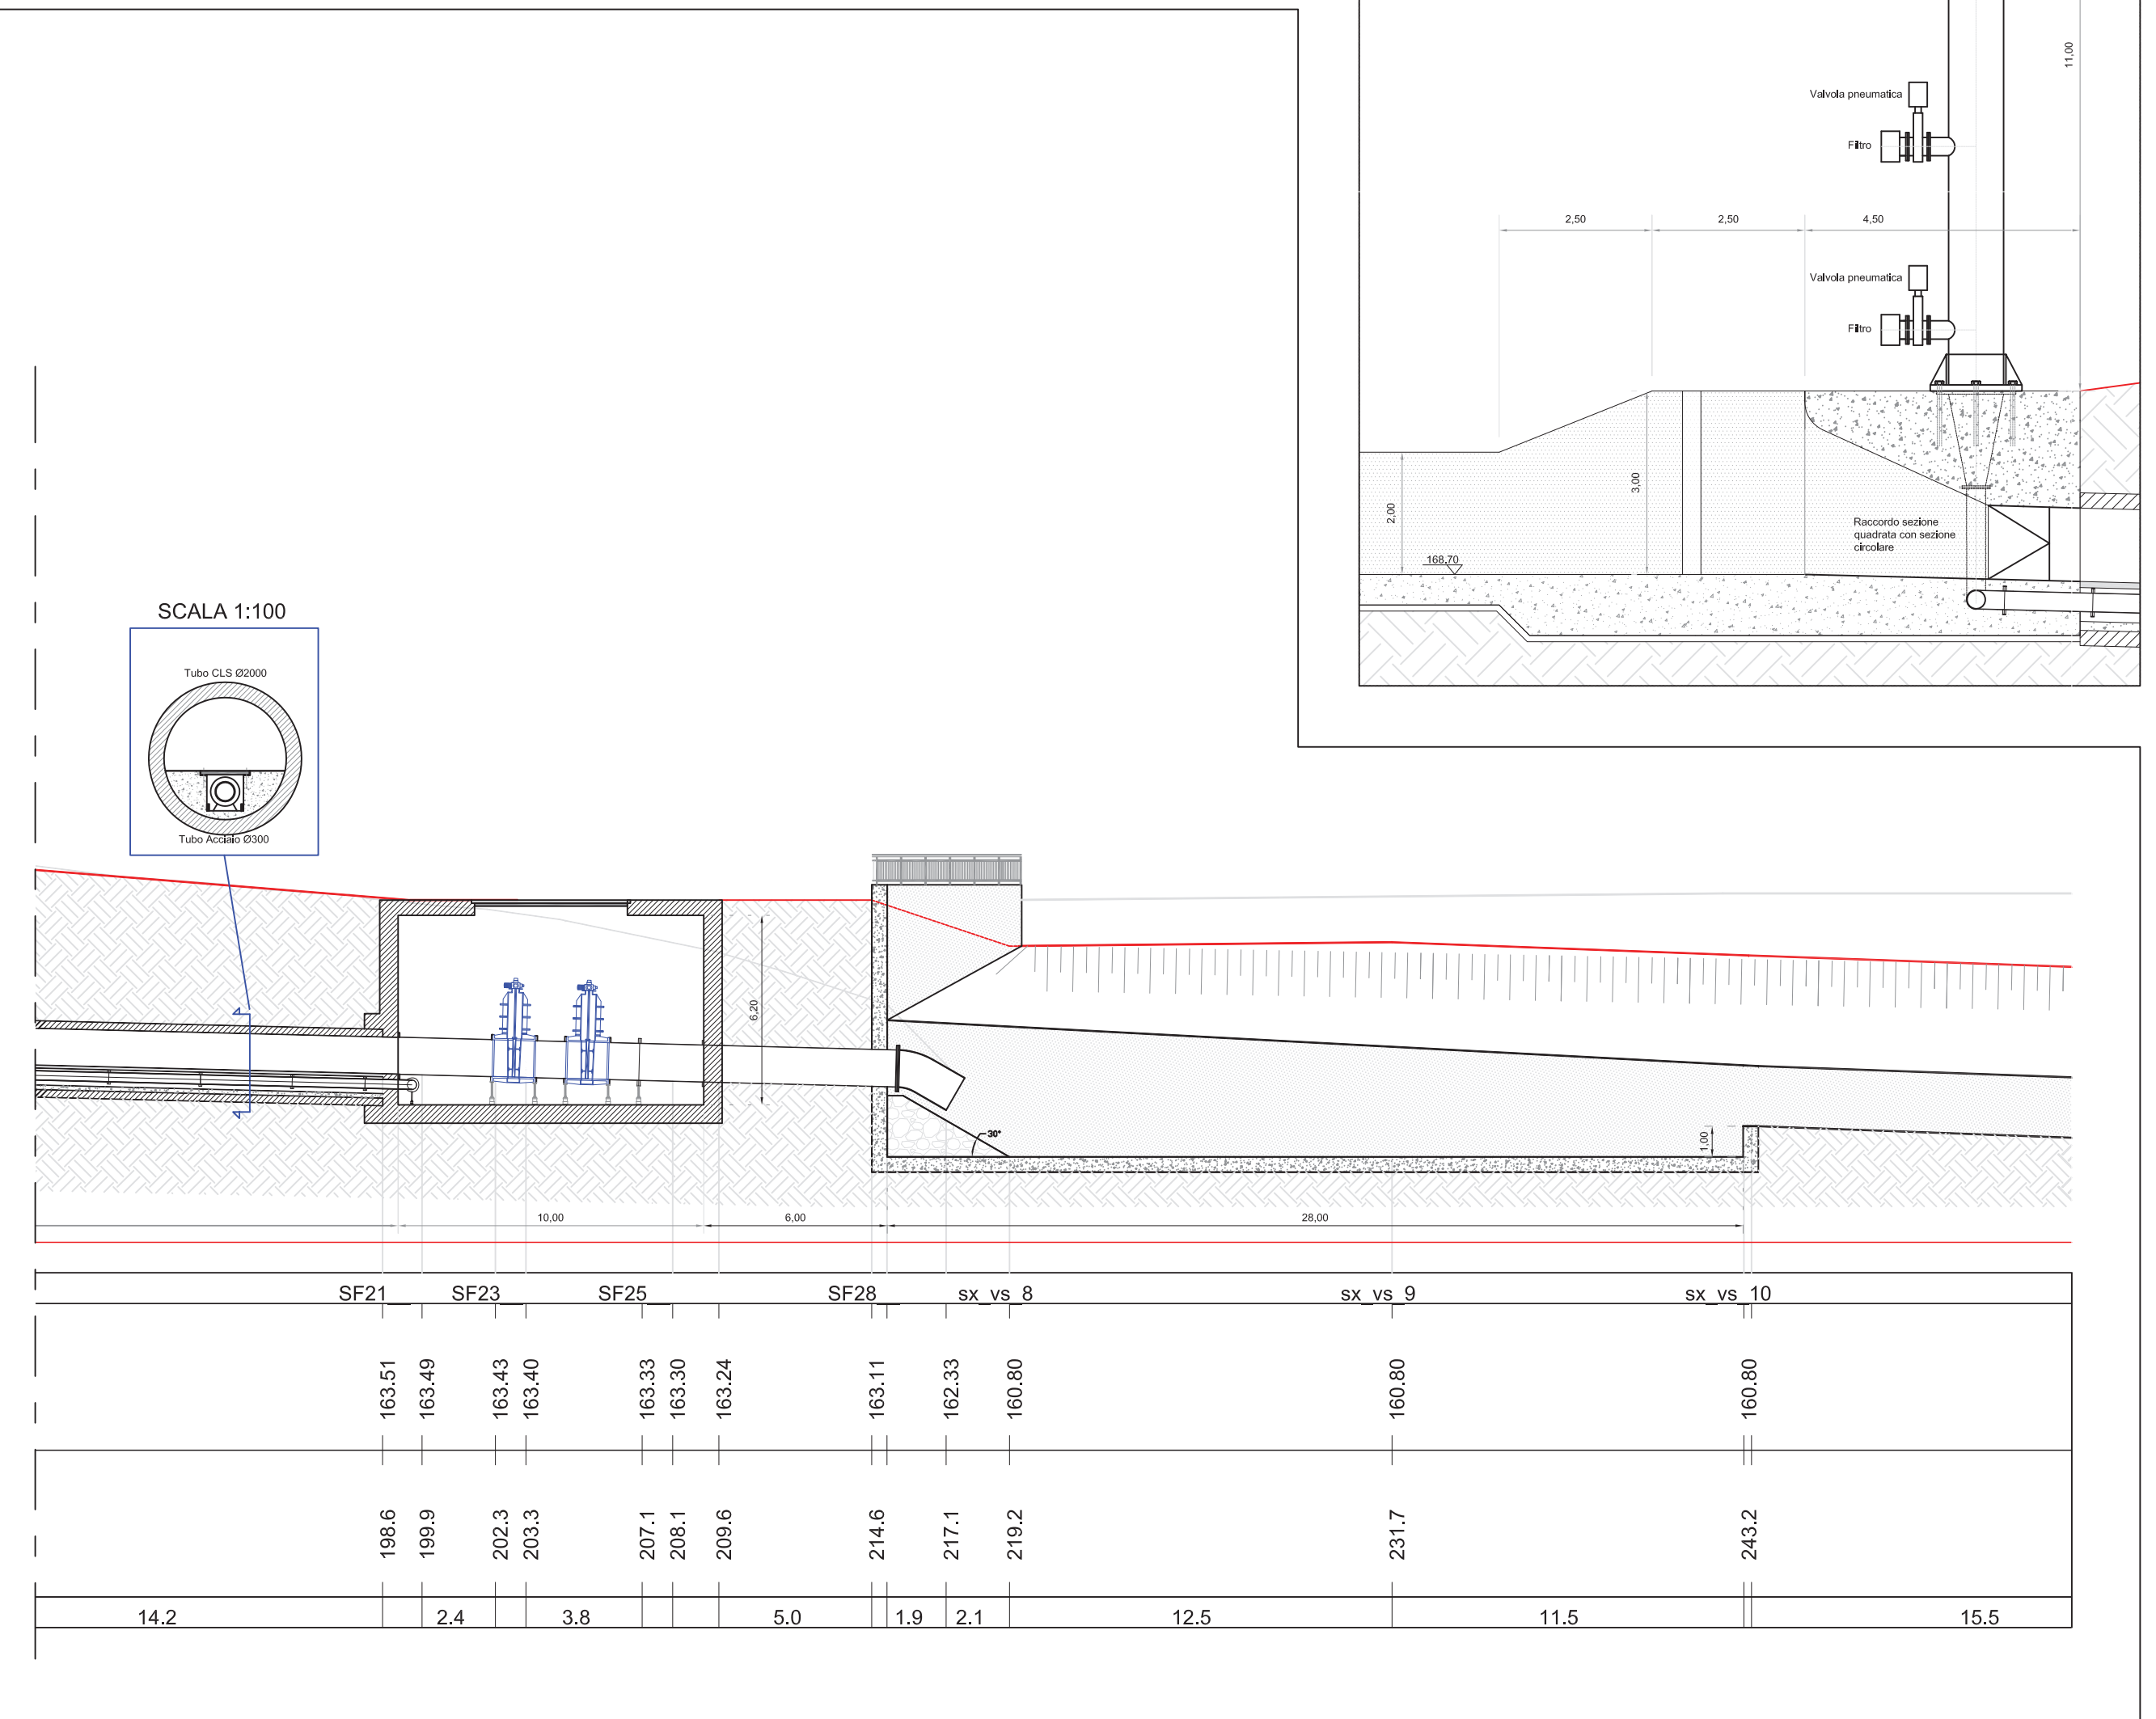 11,00
Valvola pneumatica
Filtro
2,50 2,50 4,50
Valvola pneumatica
Filtro
2,00
3,00
168,70
Raccordo sezione
quadrata con sezione
circolare
SCALA 1:100
Tubo CLS Ø2000
Tubo Acciaio Ø300
6,20
30°
1,00
10,00 6,00 28,00
SF21 SF23 SF25 SF28 sx_vs_8 sx_vs_9 sx_vs_10
163.51 163.49 163.43 163.40 163.33 163.30 163.24 163.11 162.33 160.80 160.80 160.80
198.6 199.9 202.3 203.3 207.1 208.1 209.6 214.6 217.1 219.2 231.7 243.2
14.2 2.4 3.8 5.0 1.9 2.1 12.5 11.5 15.5